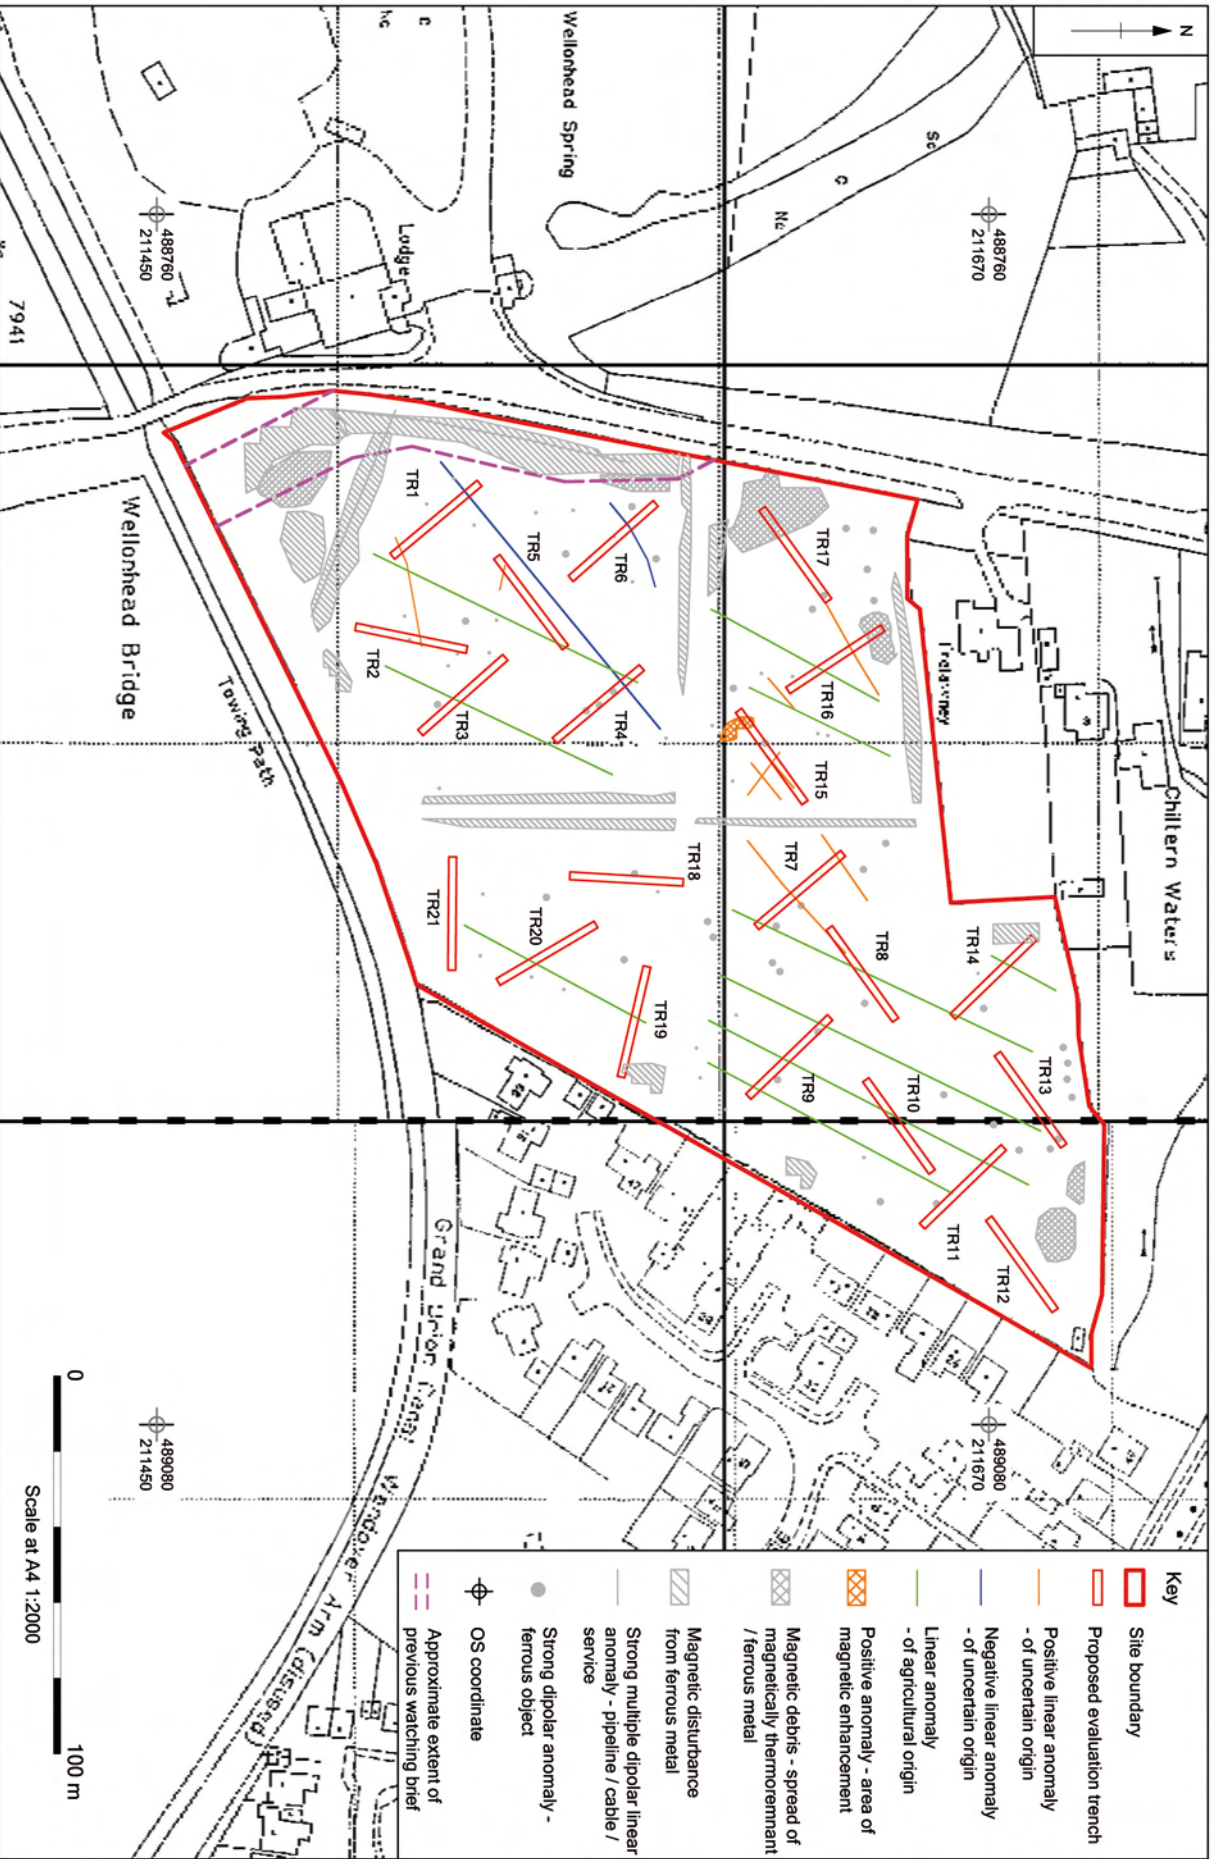 N
Key
Site boundary
Proposed evaluation trench
Positive linear anomaly
- of uncertain origin
Negative linear anomaly
- of uncertain origin
Linear anomaly
- of agricultural origin
Positive anomaly - area of
magnetic enhancement
Magnetic debris - spread of
magnetically thermoremnant
/ ferrous metal
Magnetic disturbance
from ferrous metal
Strong multiple dipolar linear
anomaly - pipeline / cable /
service
Strong dipolar anomaly -
ferrous object
OS coordinate
Approximate extent of
previous watching brief
488760
211670
489080
211670
488760
211450
489080
211450
Chiltern Waters
Trelawney
Wellonhead Spring
Lodge
Wellonhead Bridge
Towing Path
Grand Union Canal
Wendover Arm (disused
7941
Sc
G
TR1
TR2
TR3
TR4
TR5
TR6
TR7
TR8
TR9
TR10
TR11
TR12
TR13
TR14
TR15
TR16
TR17
TR18
TR19
TR20
TR21
0
100 m
Scale at A4 1:2000